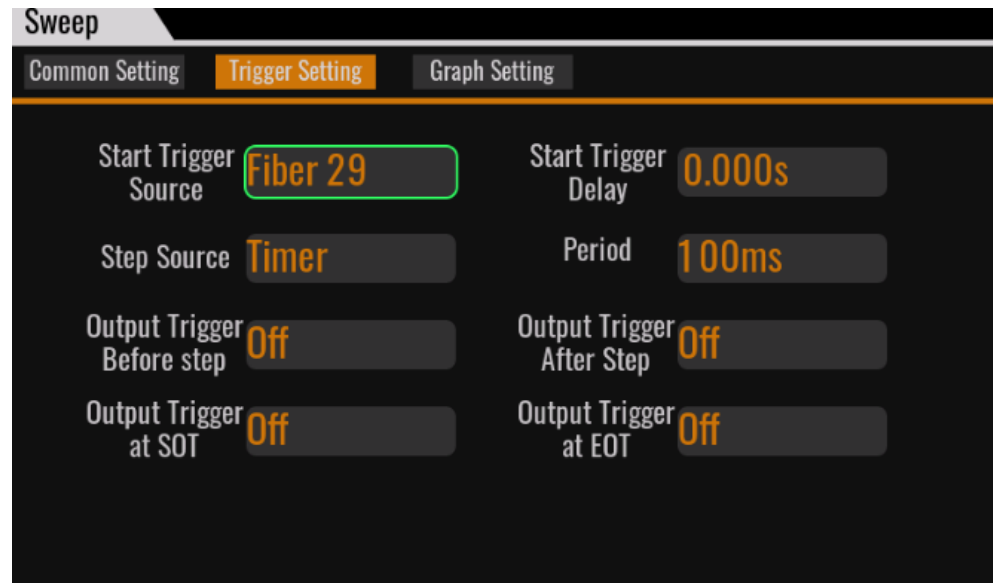 Sweep
Common Setting Trigger Setting Graph Setting
Start Trigger
Source
Fiber 29
Start Trigger
Delay
0.000s
Step Source
Timer
Period
100ms
Output Trigger
Before step
Off
Output Trigger
After Step
Off
Output Trigger
at SOT
Off
Output Trigger
at EOT
Off